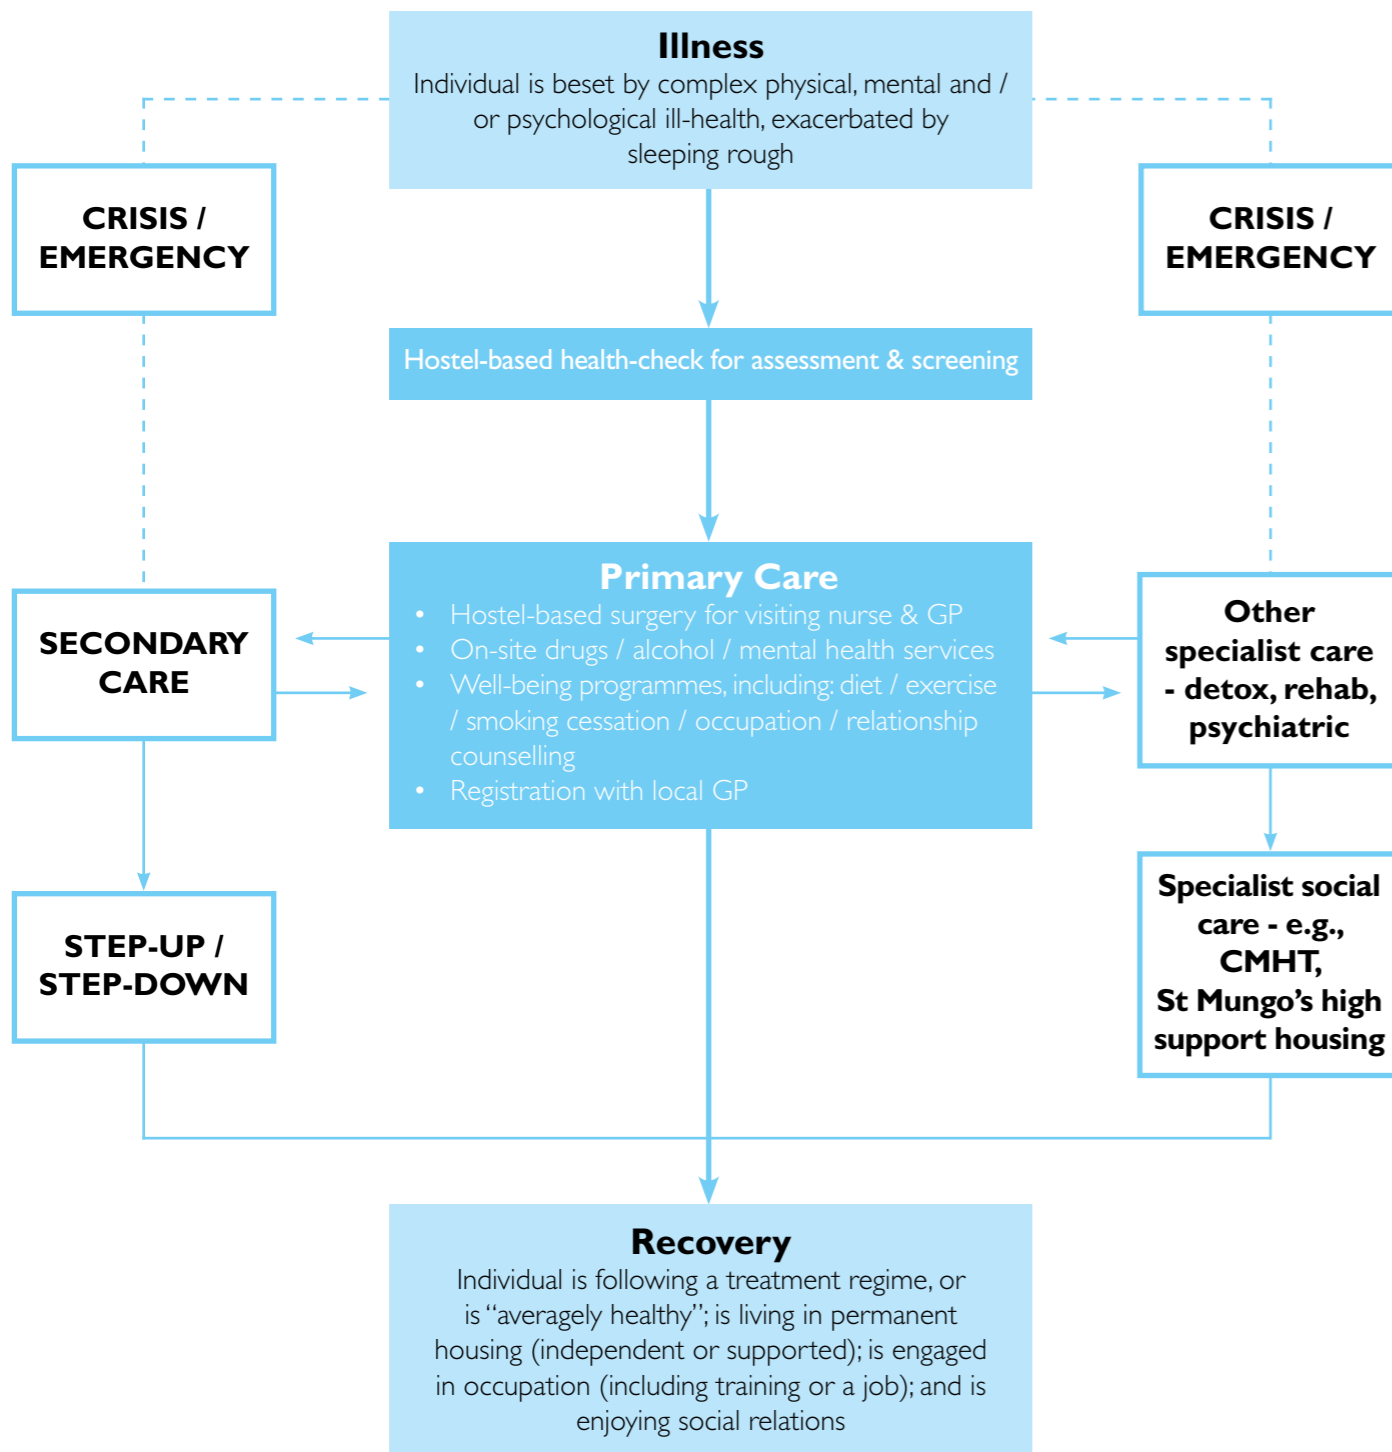 Illness
Individual is beset by complex physical, mental and /
or psychological ill-health, exacerbated by
sleeping rough
CRISIS /
EMERGENCY
CRISIS /
EMERGENCY
Hostel-based health-check for assessment & screening
Primary Care
• Hostel-based surgery for visiting nurse & GP
• On-site drugs / alcohol / mental health services
• Well-being programmes, including: diet / exercise
/ smoking cessation / occupation / relationship
counselling
• Registration with local GP
SECONDARY
CARE
Other
specialist care
- detox, rehab,
psychiatric
STEP-UP /
STEP-DOWN
Specialist social
care - e.g.,
CMHT,
St Mungo’s high
support housing
Recovery
Individual is following a treatment regime, or
is “averagely healthy”; is living in permanent
housing (independent or supported); is engaged
in occupation (including training or a job); and is
enjoying social relations